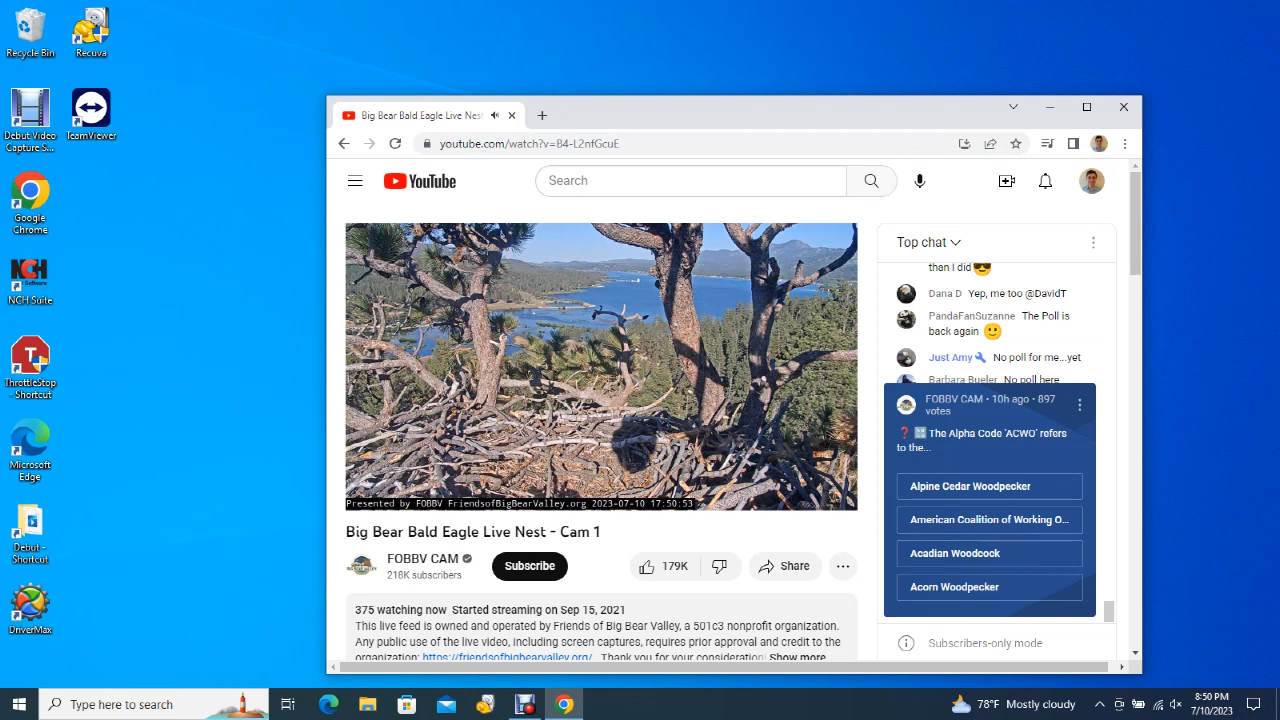 Recycle Bin
Recuva
Debut Video
Capture S...
TeamViewer
Google
Chrome
NCH
Software
NCH Suite
ThrottleStop
- Shortcut
Microsoft
Edge
Debut -
Shortcut
DriverMax
Big Bear Bald Eagle Live Nest
youtube.com/watch?v=B4-L2nfGcuE
YouTube
Search
Top chat
than I did
Dana D Yep, me too @DavidT
PandaFanSuzanne The Poll is
back again
Just Amy No poll for me...yet
Barbara Bueler No poll here
FOBBV CAM • 10h ago • 897
votes
The Alpha Code 'ACWO' refers
to the...
Alpine Cedar Woodpecker
American Coalition of Working O...
Acadian Woodcock
Acorn Woodpecker
Subscribers-only mode
Presented by FOBBV FriendsofBigBearValley.org 2023-07-10 17:50:53
Big Bear Bald Eagle Live Nest - Cam 1
FOBBV CAM
218K subscribers
Subscribe
179K
Share
375 watching now Started streaming on Sep 15, 2021
This live feed is owned and operated by Friends of Big Bear Valley, a 501c3 nonprofit organization.
Any public use of the live video, including screen captures, requires prior approval and credit to the
organization: https://friendsofbigbearvalley.org/ Thank you for your consideration! Show more
Type here to search
78°F Mostly cloudy
8:50 PM
7/10/2023